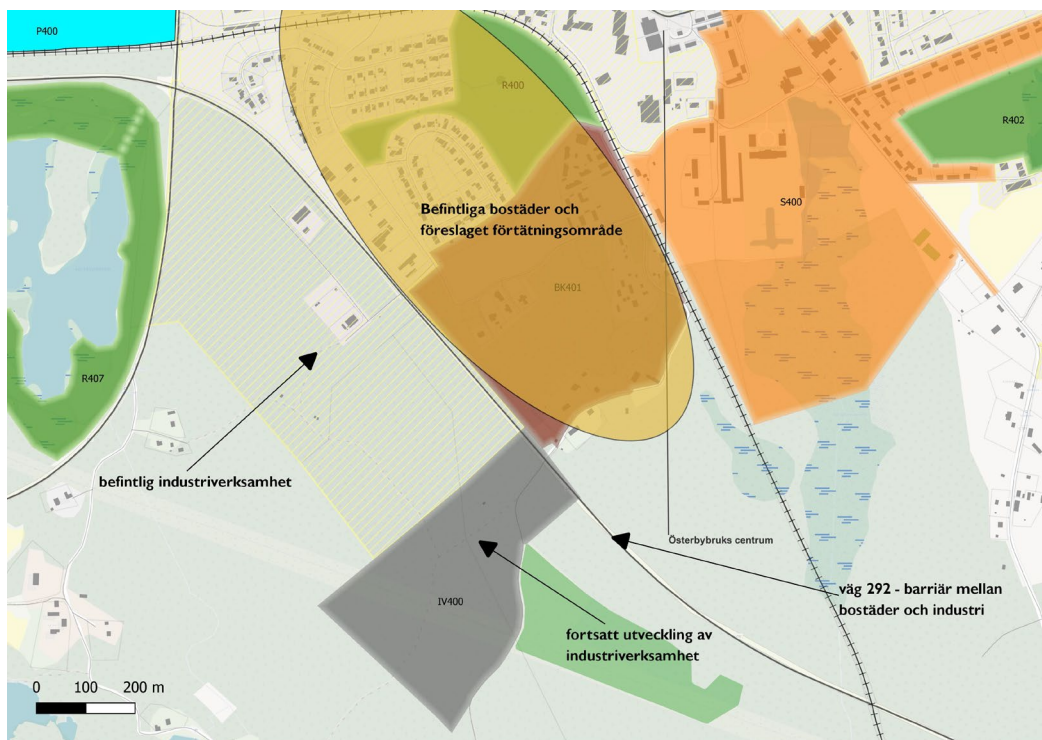 P400
R400
R402
S400
Befintliga bostäder och
föreslaget förtätningsområde
BK401
R407
befintlig industriverksamhet
Österbybruks centrum
väg 292 - barriär mellan
bostäder och industri
IV400
fortsatt utveckling av
industriverksamhet
0 100 200 m